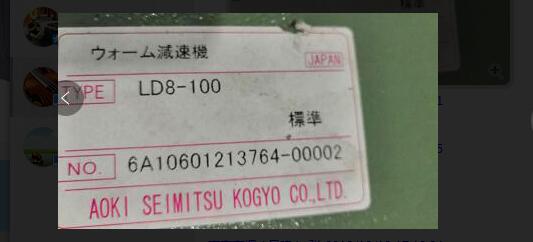 ウォーム減速機
JAPAN
TYPE LD8-100
標準
NO. 6A10601213764-00002
AOKI SEIMITSU KOGYO CO.,LTD.